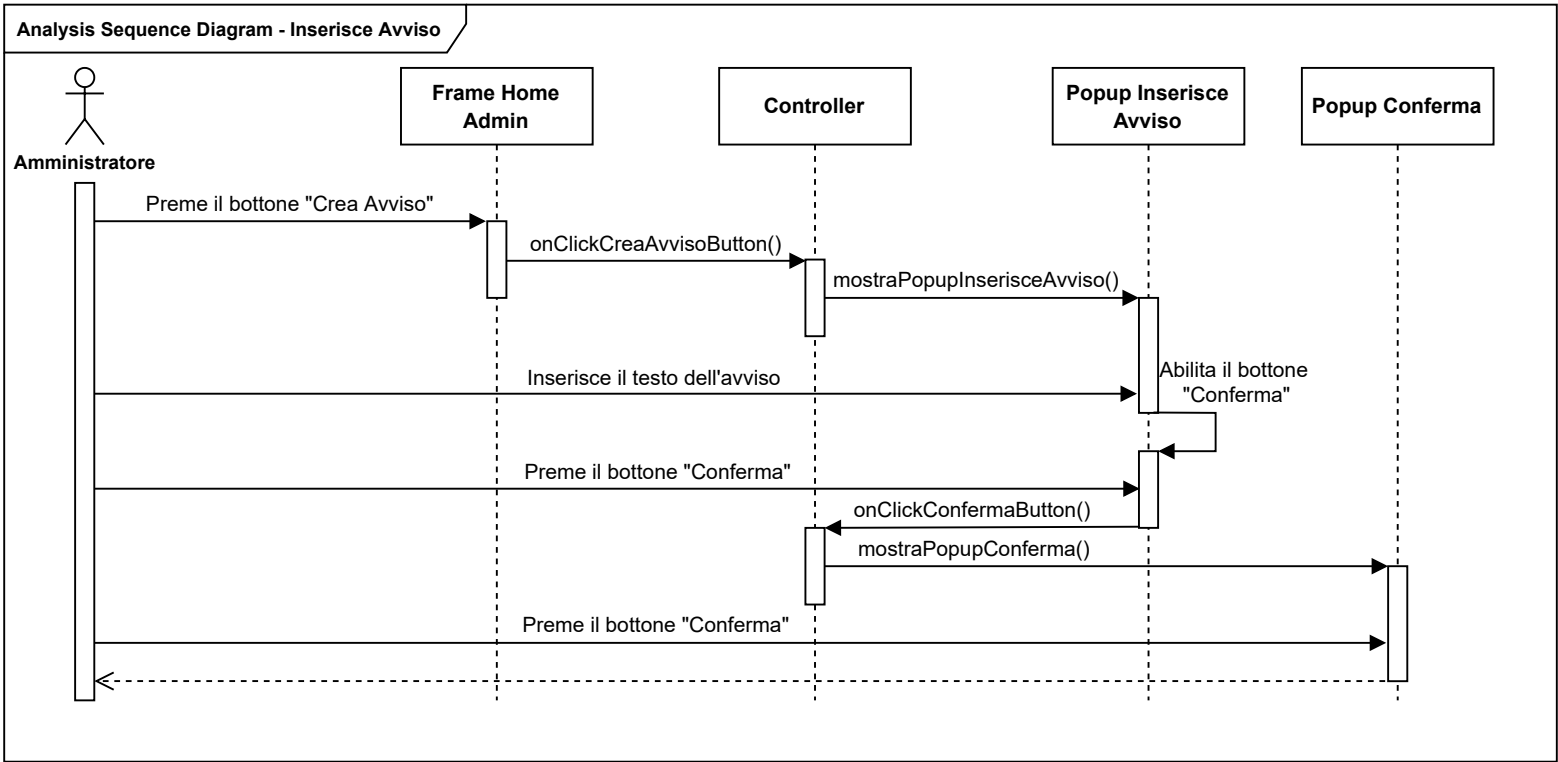 Analysis Sequence Diagram - Inserisce Avviso
Amministratore
Frame Home
Admin
Controller
Popup Inserisce
Avviso
Popup Conferma
Preme il bottone "Crea Avviso"
onClickCreaAvvisoButton()
mostraPopupInserisceAvviso()
Inserisce il testo dell'avviso
Abilita il bottone
"Conferma"
Preme il bottone "Conferma"
onClickConfermaButton()
mostraPopupConferma()
Preme il bottone "Conferma"